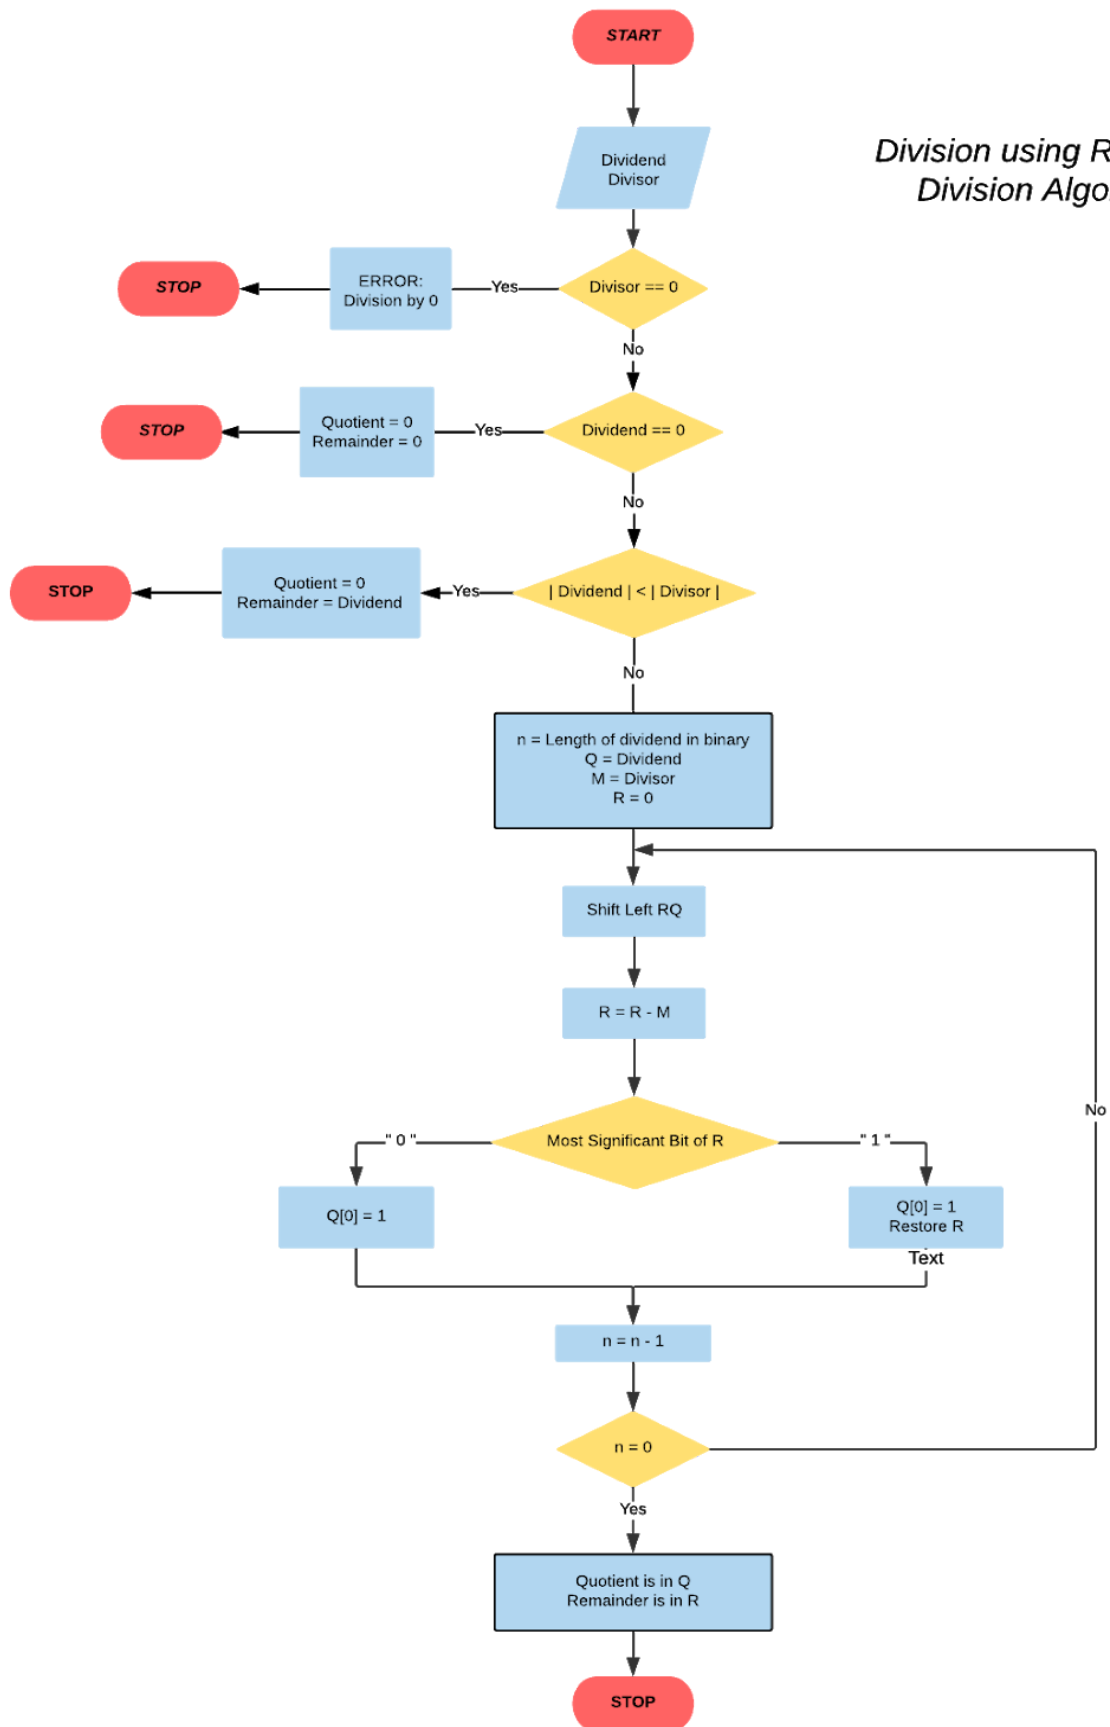 START
Dividend
Divisor
Division using R
Division Algo
STOP
ERROR:
Division by 0
Yes
Divisor == 0
No
STOP
Quotient = 0
Remainder = 0
Yes
Dividend == 0
No
STOP
Quotient = 0
Remainder = Dividend
Yes
| Dividend | < | Divisor |
No
n = Length of dividend in binary
Q = Dividend
M = Divisor
R = 0
Shift Left RQ
R = R - M
No
" 0 "
Most Significant Bit of R
" 1 "
Q[0] = 1
Q[0] = 1
Restore R
Text
n = n - 1
n = 0
Yes
Quotient is in Q
Remainder is in R
STOP